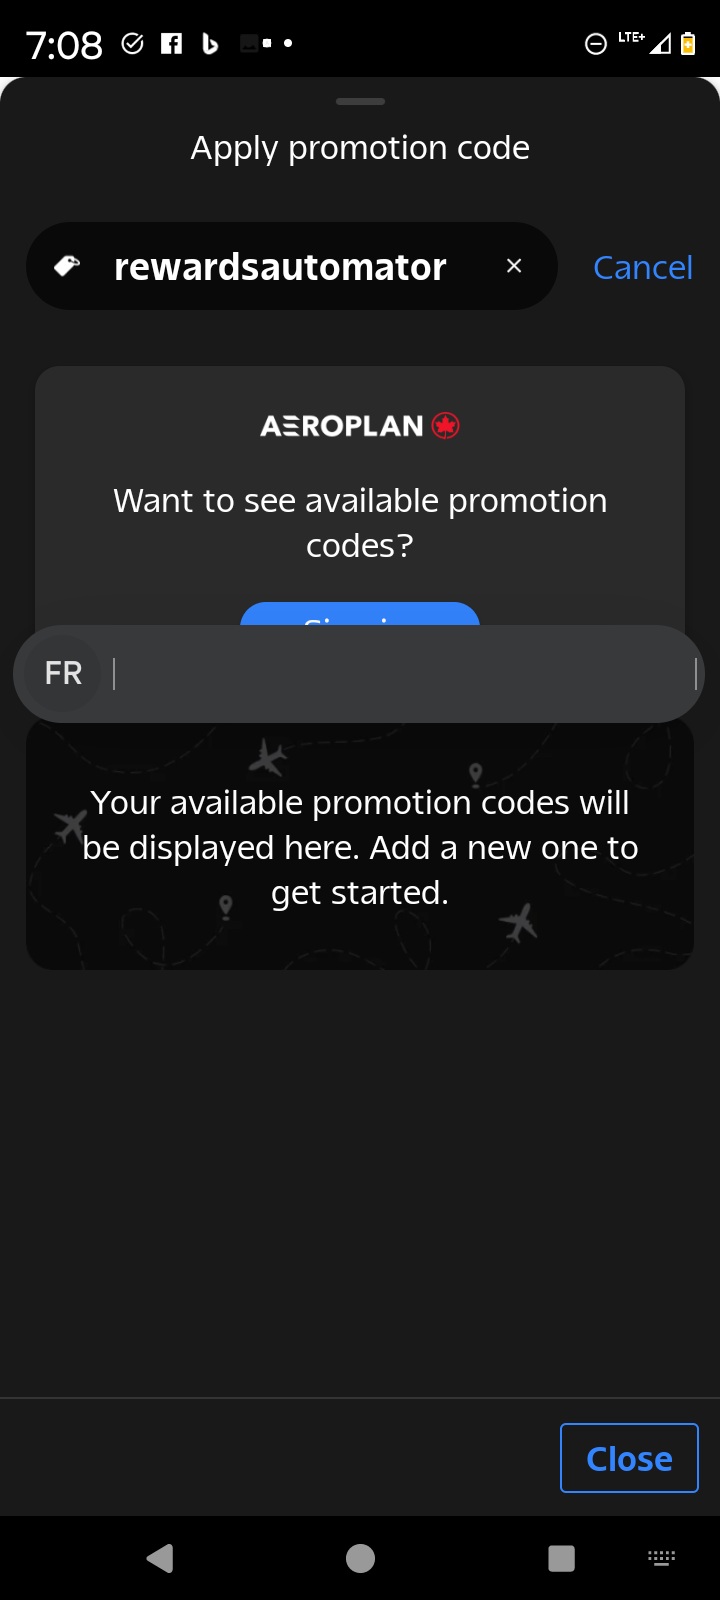 7:08
LTE+
Apply promotion code
rewardsautomator
Cancel
AEROPLAN
Want to see available promotion
codes?
FR
Your available promotion codes will
be displayed here. Add a new one to
get started.
Close